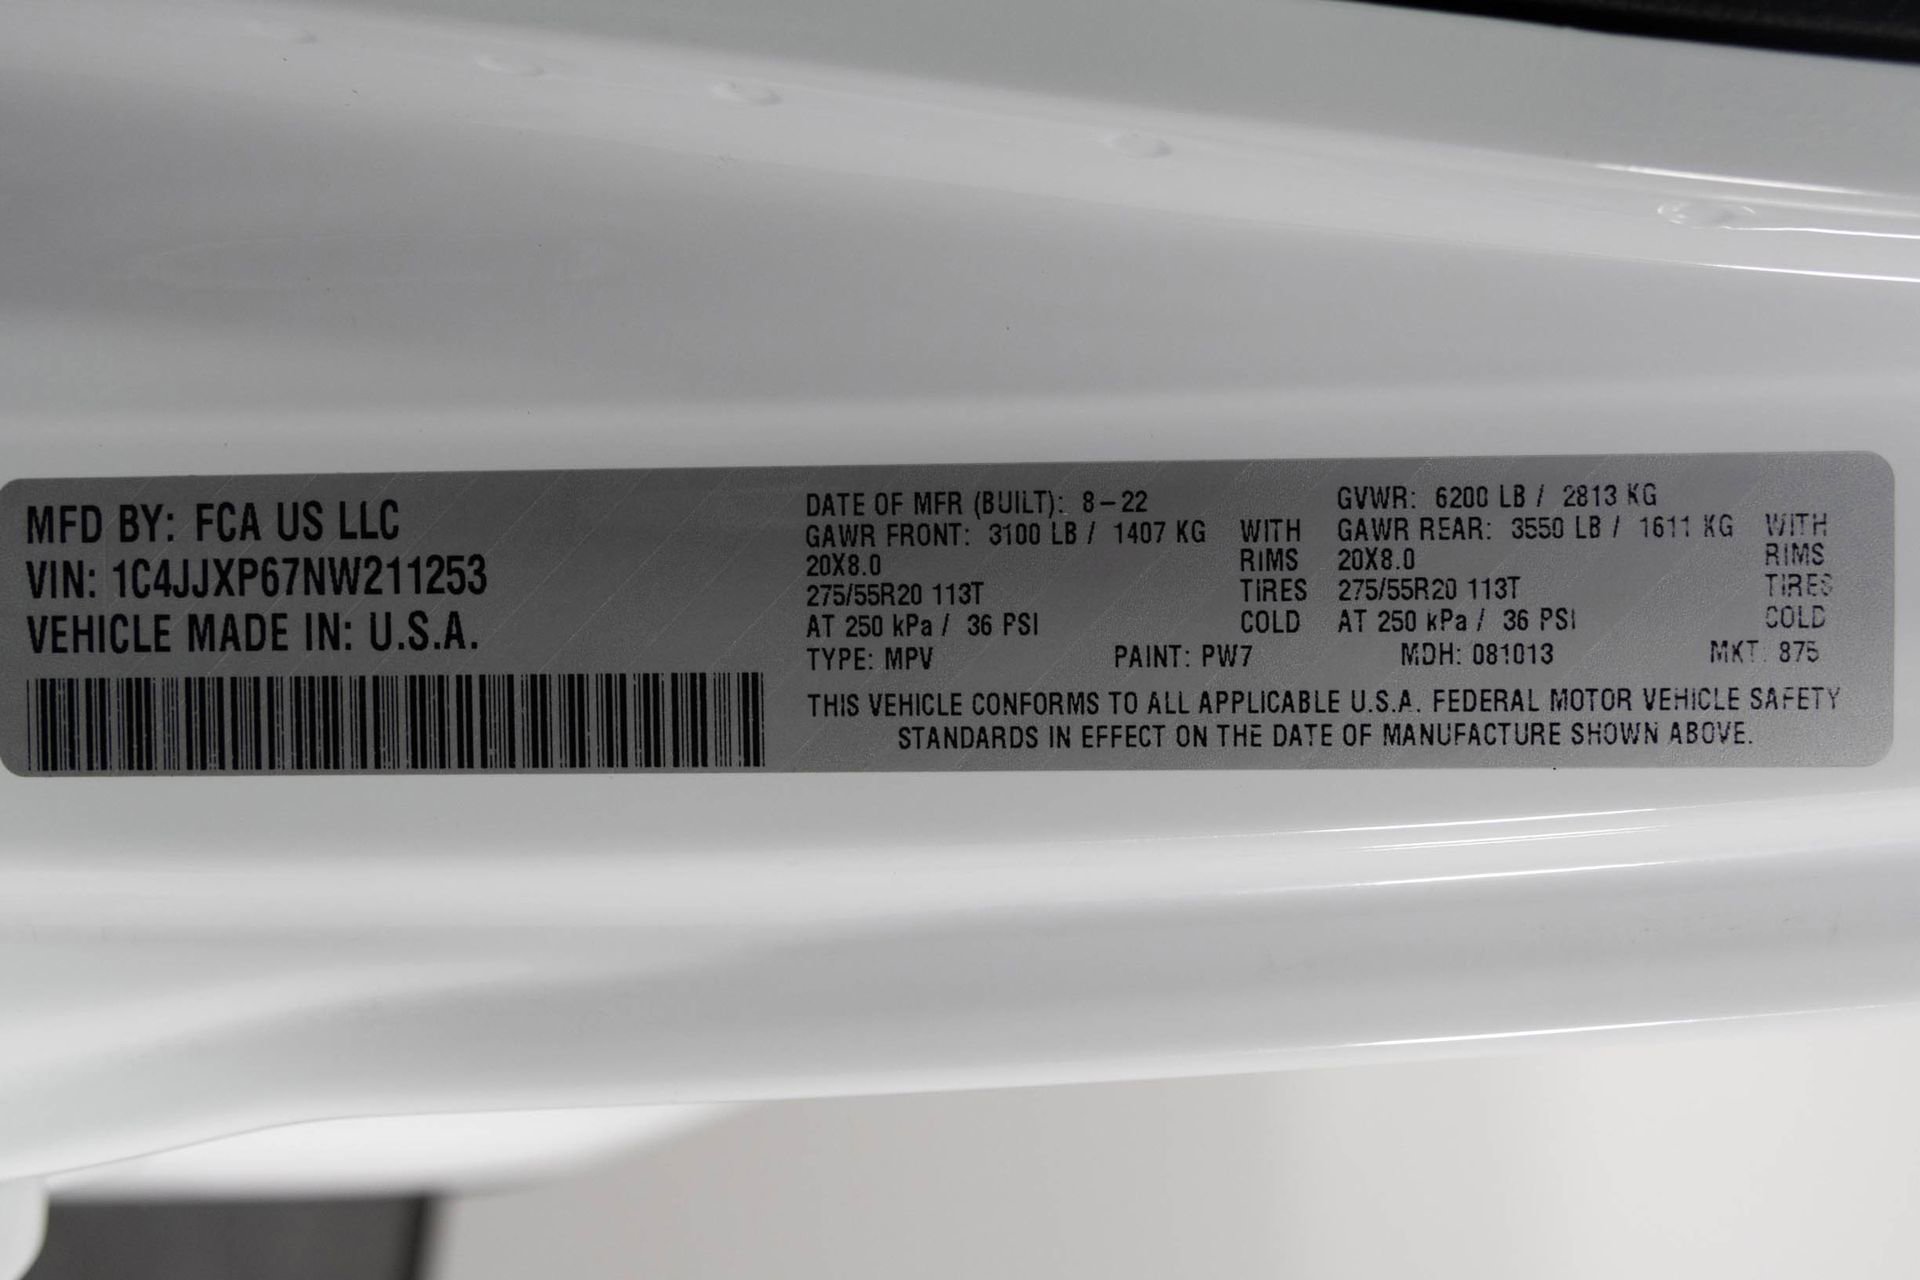 MFD BY: FCA US LLC
VIN: 1C4JJXP67NW211253
VEHICLE MADE IN: U.S.A.
DATE OF MFR (BUILT): 8-22 GVWR: 6200 LB / 2813 KG
GAWR FRONT: 3100 LB / 1407 KG WITH GAWR REAR: 3550 LB / 1611 KG WITH
20X8.0 RIMS 20X8.0 RIMS
275/55R20 113T TIRES 275/55R20 113T TIRES
AT 250 kPa / 36 PSI COLD AT 250 kPa / 36 PSI COLD
TYPE: MPV PAINT: PW7 MDH: 081013 MKT: 875
THIS VEHICLE CONFORMS TO ALL APPLICABLE U.S.A. FEDERAL MOTOR VEHICLE SAFETY
STANDARDS IN EFFECT ON THE DATE OF MANUFACTURE SHOWN ABOVE.